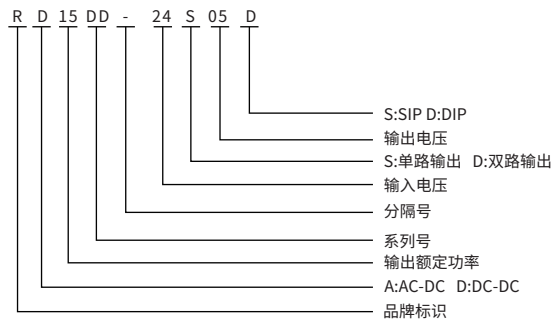 R D 15 DD - 24 S 05 D
S:SIP D:DIP
输出电压
S:单路输出 D:双路输出
输入电压
分隔号
系列号
输出额定功率
A:AC-DC D:DC-DC
品牌标识